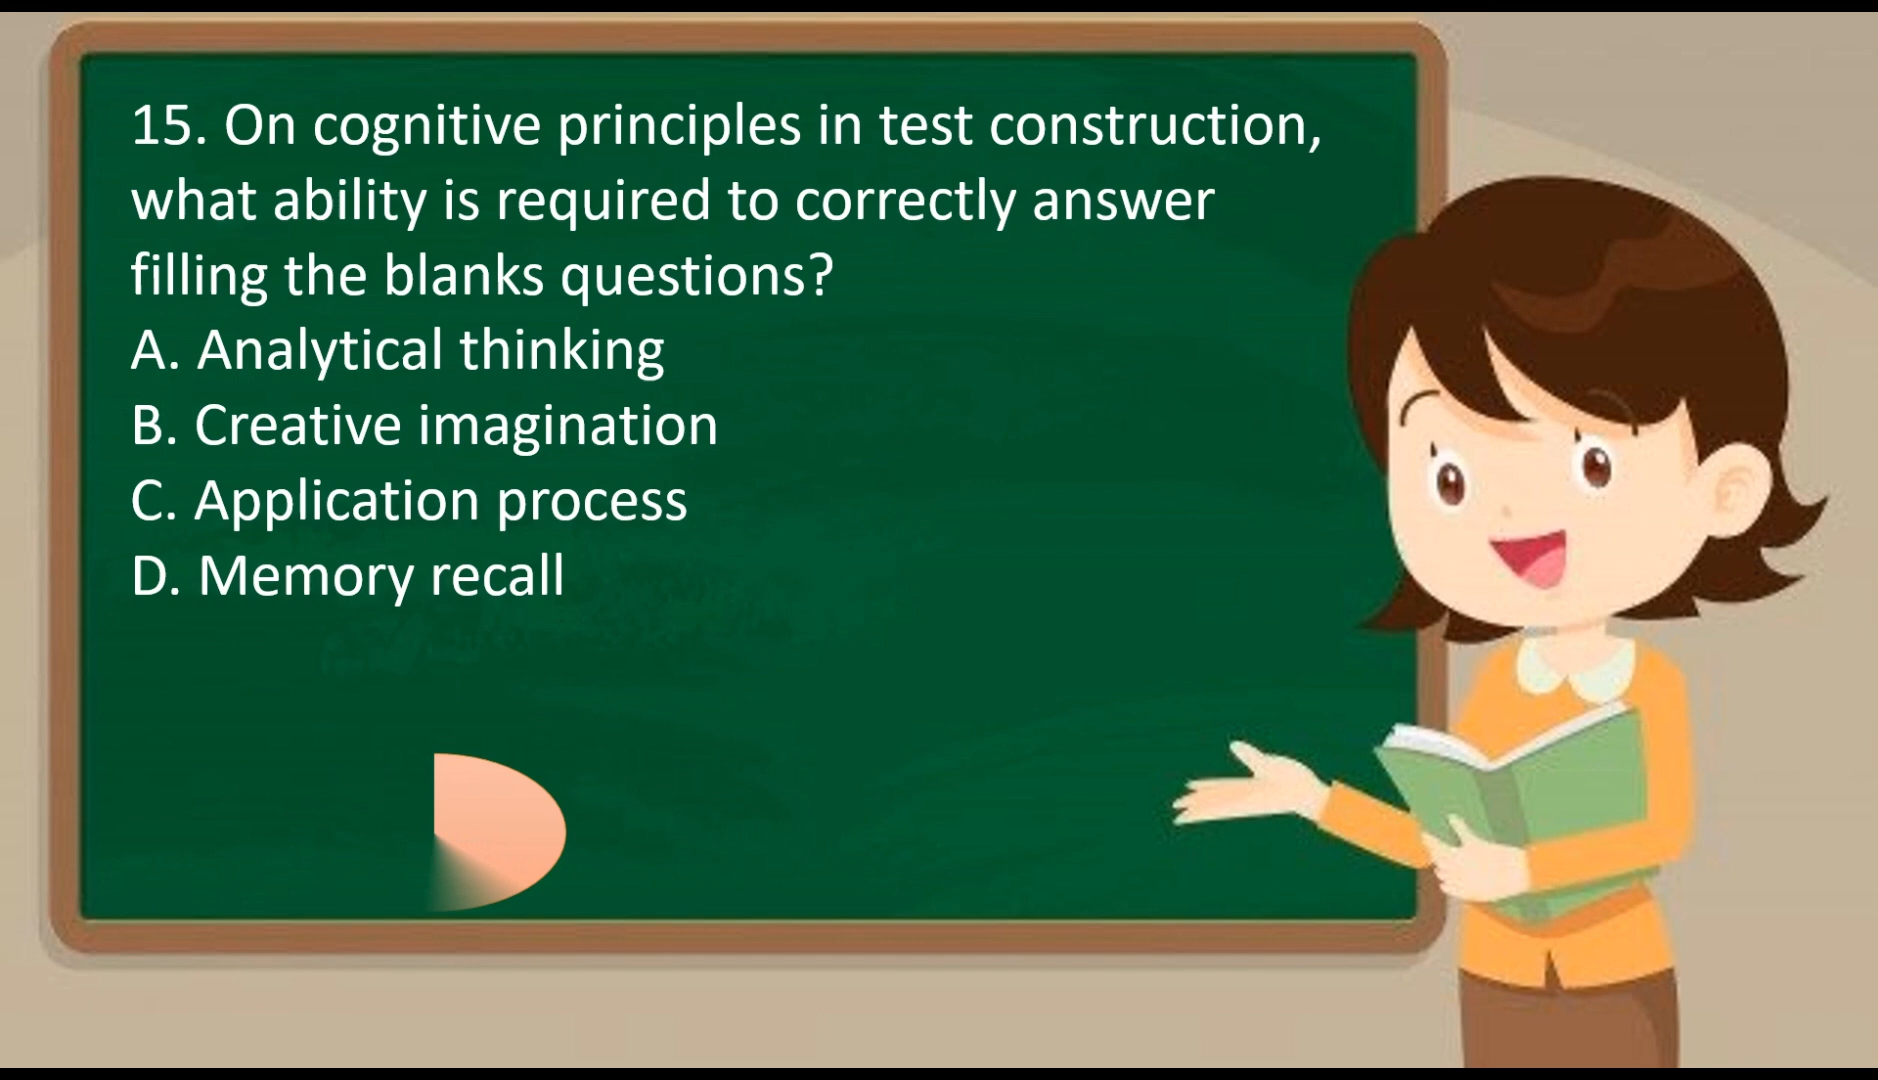 15. On cognitive principles in test construction,
what ability is required to correctly answer
filling the blanks questions?
A. Analytical thinking
B. Creative imagination
C. Application process
D. Memory recall